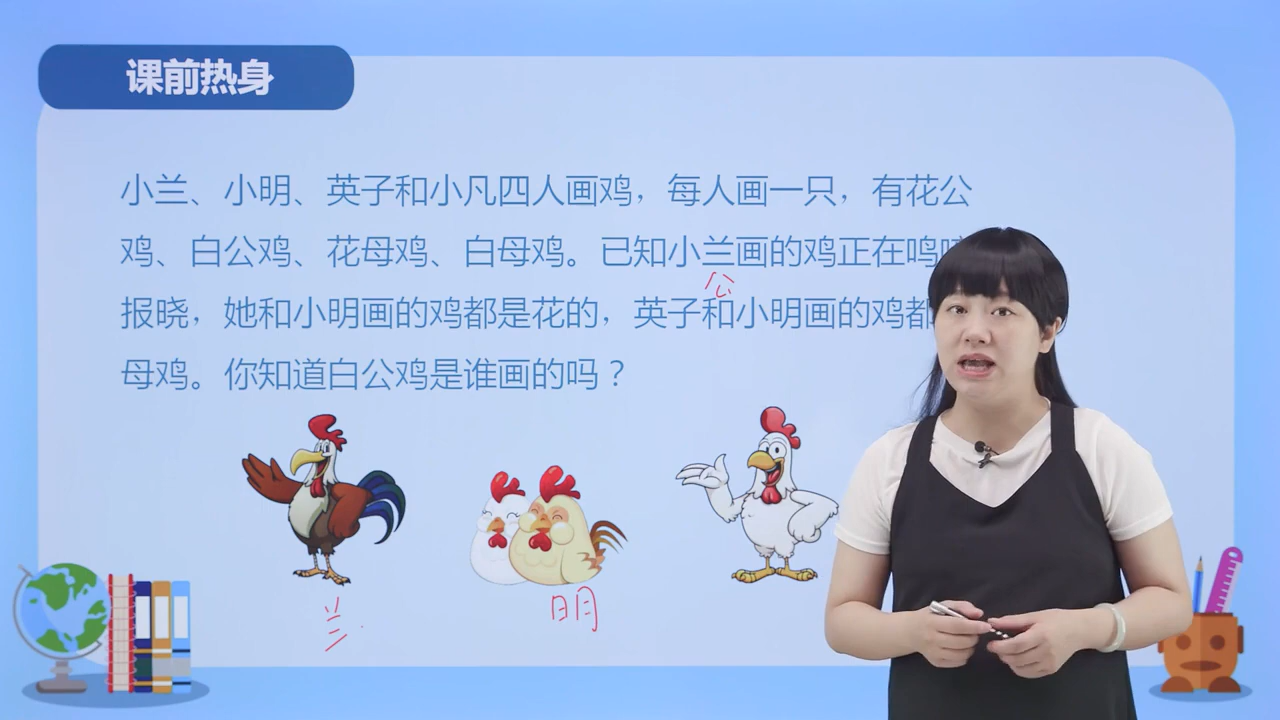 课前热身
小兰、小明、英子和小凡四人画鸡，每人画一只，有花公
鸡、白公鸡、花母鸡、白母鸡。已知小兰画的鸡正在鸣
公
报晓，她和小明画的鸡都是花的，英子和小明画的鸡都
母鸡。你知道白公鸡是谁画的吗？
兰
明